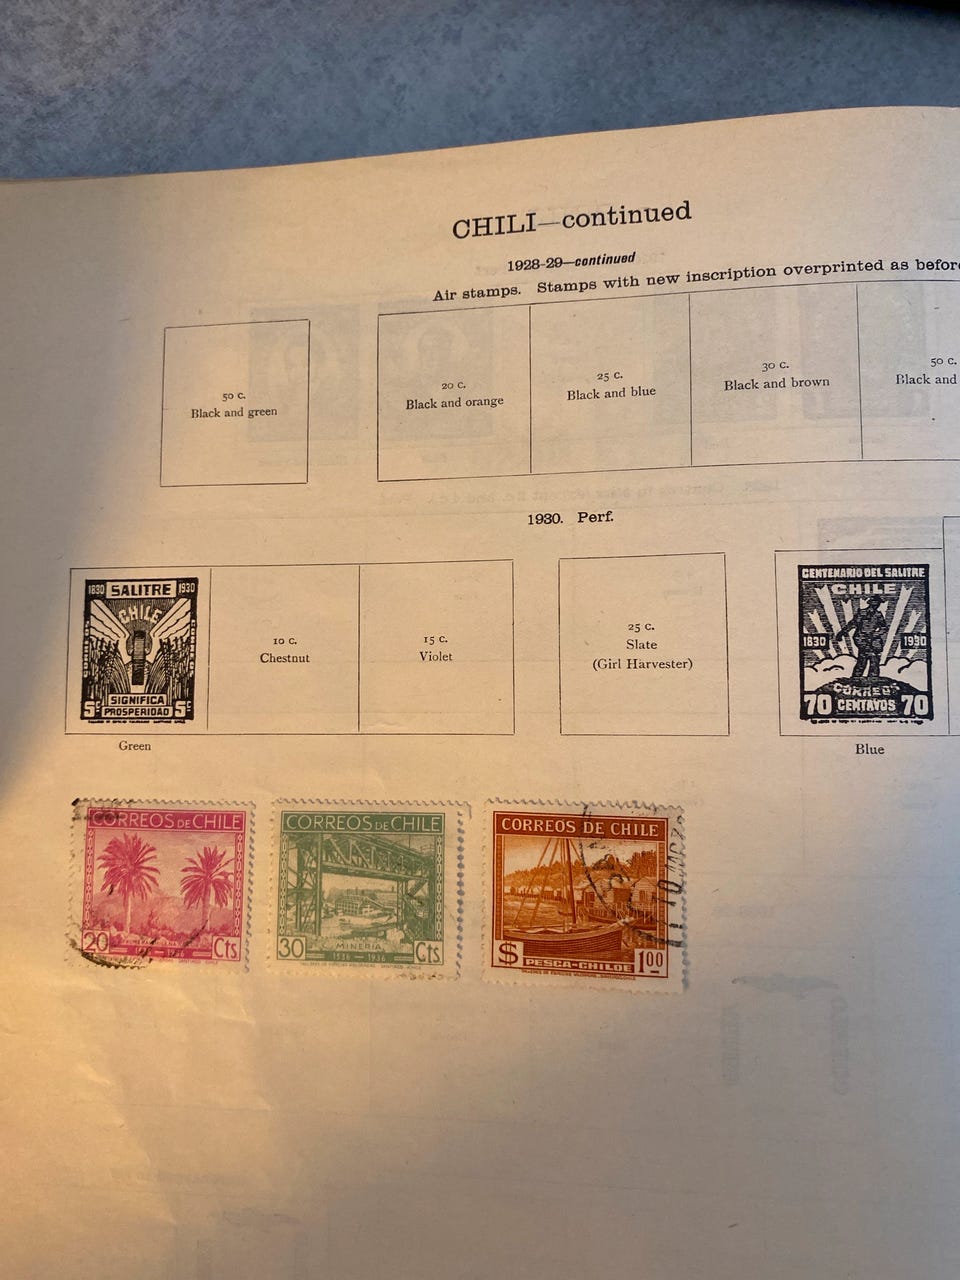 CHILI—continued
1928-29—continued
Air stamps. Stamps with new inscription overprinted as before
50 c.
Black and green
20 c.
Black and orange
25 c.
Black and blue
30 c.
Black and brown
50 c.
Black and
1930. Perf.
1830 SALITRE 1930
CHILE
5c SIGNIFICA 5c
PROSPERIDAD
Green
10 c.
Chestnut
15 c.
Violet
25 c.
Slate
(Girl Harvester)
CENTENARIO DEL SALITRE
CHILE
1830 1930
CORREOS
70 CENTAVOS 70
Blue
CORREOS DE CHILE
20 Cts
1936
CORREOS DE CHILE
MINERIA
30 Cts.
1536 - 1936
CORREOS DE CHILE
$ PESCA-CHILOE 1.00